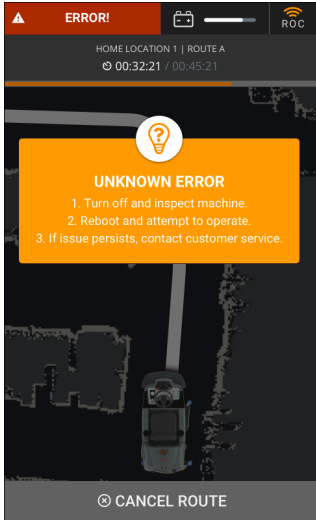 ERROR!
ROC
HOME LOCATION 1 | ROUTE A
00:32:21 / 00:45:21
UNKNOWN ERROR
1. Turn off and inspect machine.
2. Reboot and attempt to operate.
3. If issue persists, contact customer service.
CANCEL ROUTE